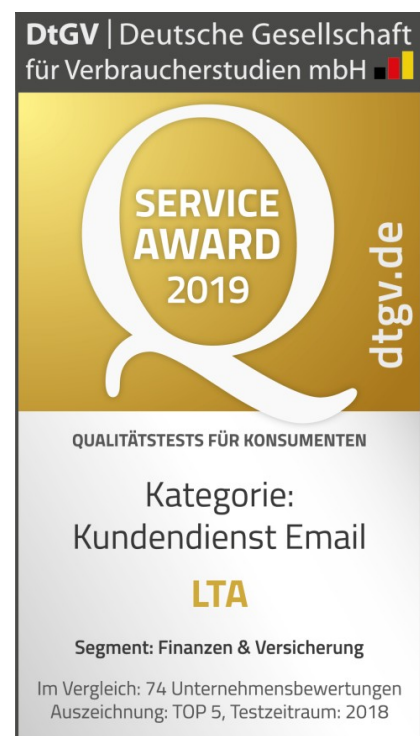 DtGV | Deutsche Gesellschaft
für Verbraucherstudien mbH
SERVICE
AWARD
2019
dtgv.de
QUALITÄTSTESTS FÜR KONSUMENTEN
Kategorie:
Kundendienst Email
LTA
Segment: Finanzen & Versicherung
Im Vergleich: 74 Unternehmensbewertungen
Auszeichnung: TOP 5, Testzeitraum: 2018